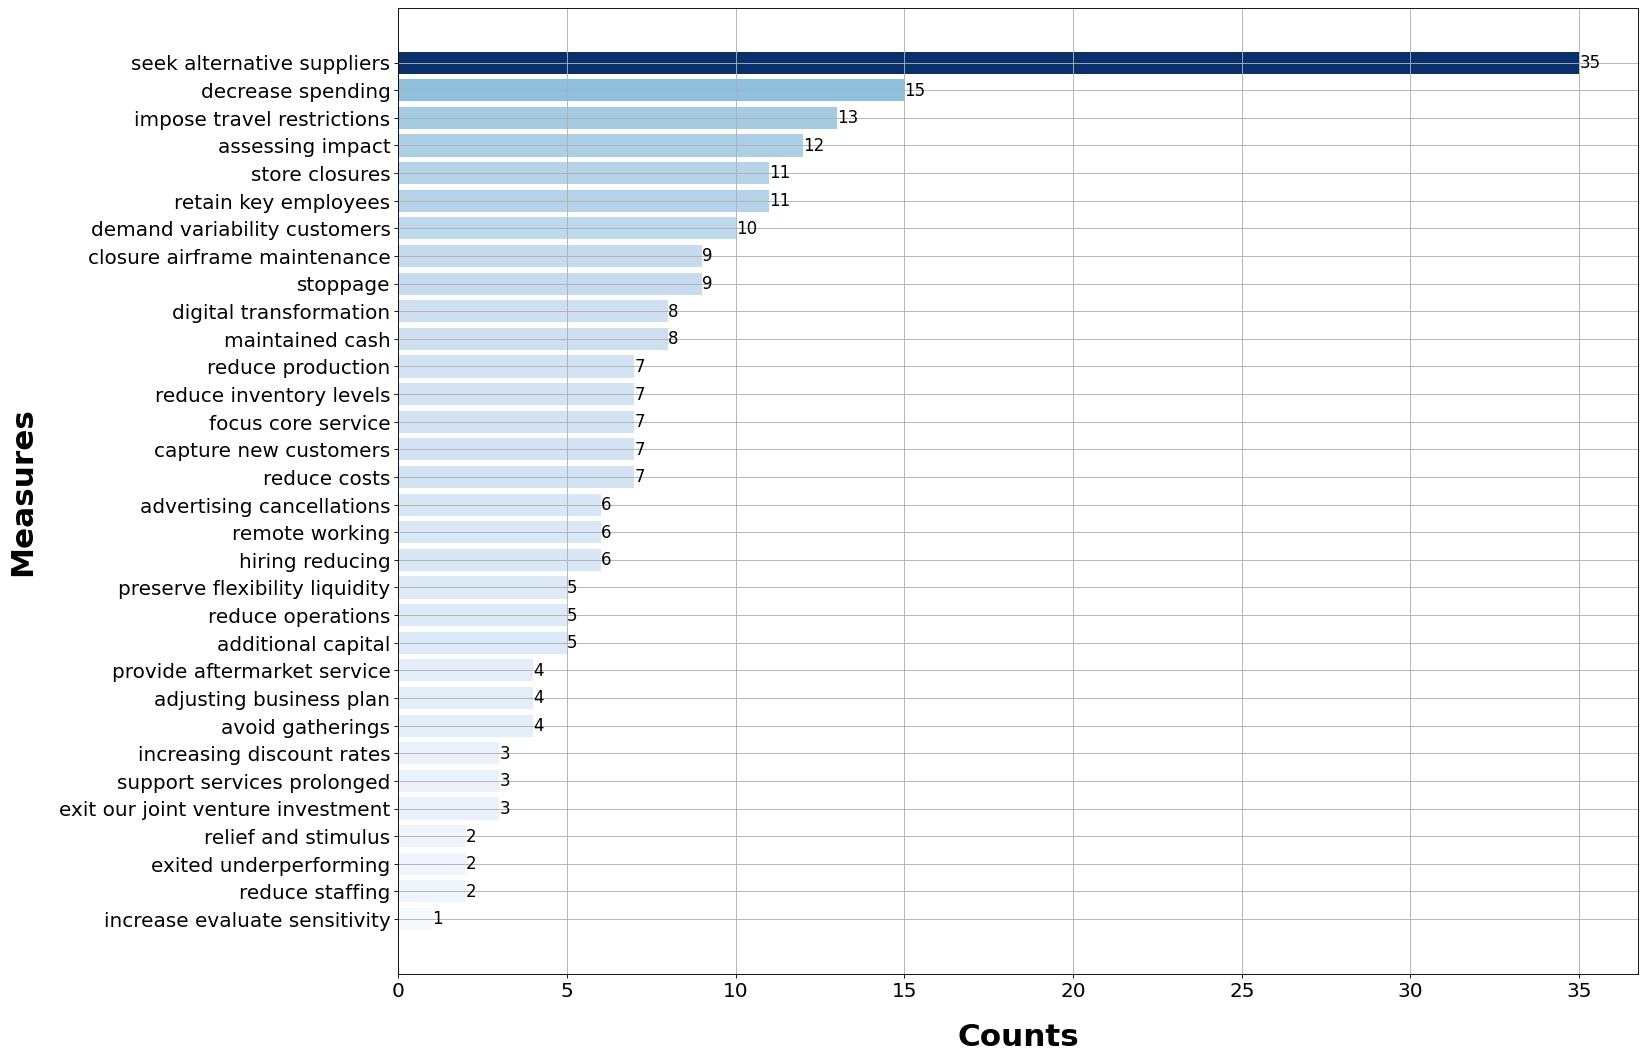 seek alternative suppliers 35
decrease spending 15
impose travel restrictions 13
assessing impact 12
store closures 11
retain key employees 11
demand variability customers 10
closure airframe maintenance 9
stoppage 9
digital transformation 8
maintained cash 8
reduce production 7
reduce inventory levels 7
focus core service 7
capture new customers 7
reduce costs 7
advertising cancellations 6
remote working 6
hiring reducing 6
preserve flexibility liquidity 5
reduce operations 5
additional capital 5
provide aftermarket service 4
adjusting business plan 4
avoid gatherings 4
increasing discount rates 3
support services prolonged 3
exit our joint venture investment 3
relief and stimulus 2
exited underperforming 2
reduce staffing 2
increase evaluate sensitivity 1
Measures
0 5 10 15 20 25 30 35
Counts